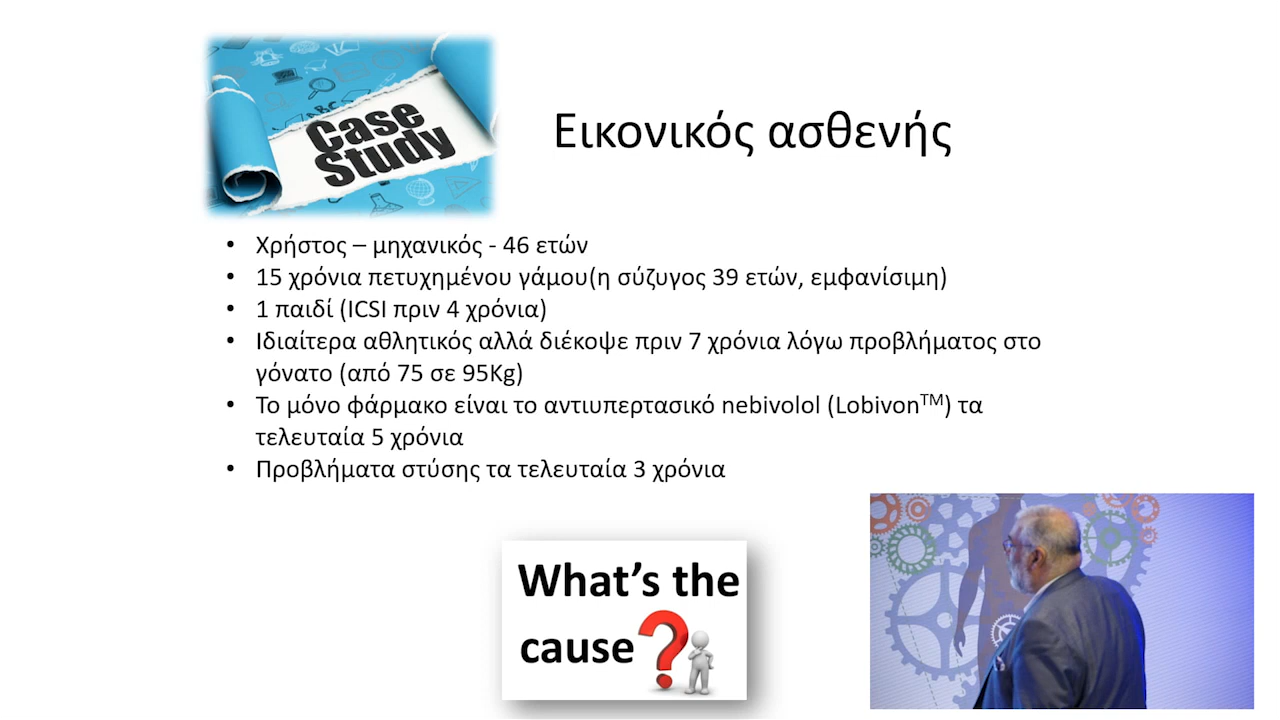 Case
Study
ABC
Εικονικός ασθενής
• Χρήστος – μηχανικός - 46 ετών
• 15 χρόνια πετυχημένου γάμου(η σύζυγος 39 ετών, εμφανίσιμη)
• 1 παιδί (ICSI πριν 4 χρόνια)
• Ιδιαίτερα αθλητικός αλλά διέκοψε πριν 7 χρόνια λόγω προβλήματος στο
γόνατο (από 75 σε 95Kg)
• Το μόνο φάρμακο είναι το αντιυπερτασικό nebivolol (Lobivon™) τα
τελευταία 5 χρόνια
• Προβλήματα στύσης τα τελευταία 3 χρόνια
What's the
cause?